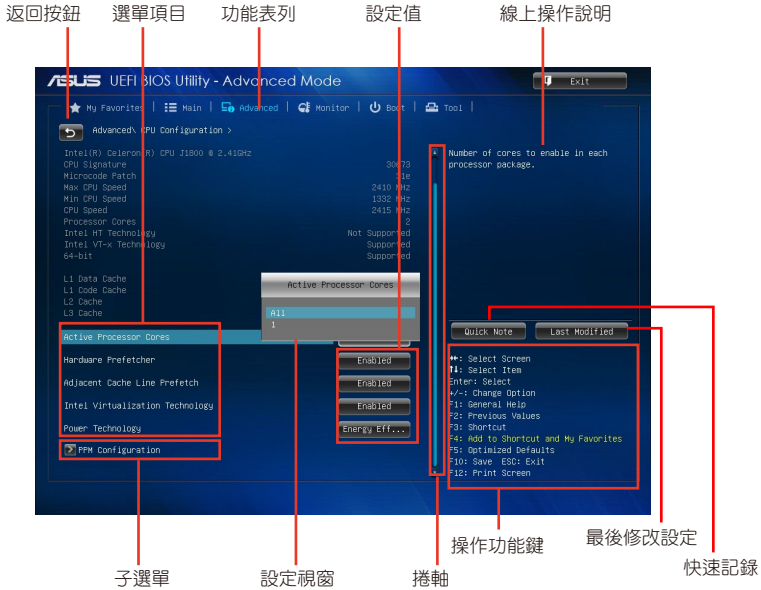 返回按鈕 選單項目 功能表列 設定值 線上操作說明
ASUS UEFI BIOS Utility - Advanced Mode
Exit
My Favorites Main Advanced Monitor Boot Tool
Advanced\ CPU Configuration >
Intel(R) Celeron(R) CPU J1800 @ 2.41GHz
CPU Signature 30673
Microcode Patch 31e
Max CPU Speed 2410 MHz
Min CPU Speed 1332 MHz
CPU Speed 2415 MHz
Processor Cores 2
Intel HT Technology Not Supported
Intel VT-x Technology Supported
64-bit Supported
L1 Data Cache
L1 Code Cache
L2 Cache
L3 Cache
Active Processor Cores
All
1
Active Processor Cores
Hardware Prefetcher Enabled
Adjacent Cache Line Prefetch Enabled
Intel Virtualization Technology Enabled
Power Technology Energy Eff...
PPM Configuration
Number of cores to enable in each
processor package.
Quick Note Last Modified
→←: Select Screen
↑↓: Select Item
Enter: Select
+/-: Change Option
F1: General Help
F2: Previous Values
F3: Shortcut
F4: Add to Shortcut and My Favorites
F5: Optimized Defaults
F10: Save ESC: Exit
F12: Print Screen
子選單 設定視窗 捲軸 操作功能鍵 最後修改設定 快速記錄